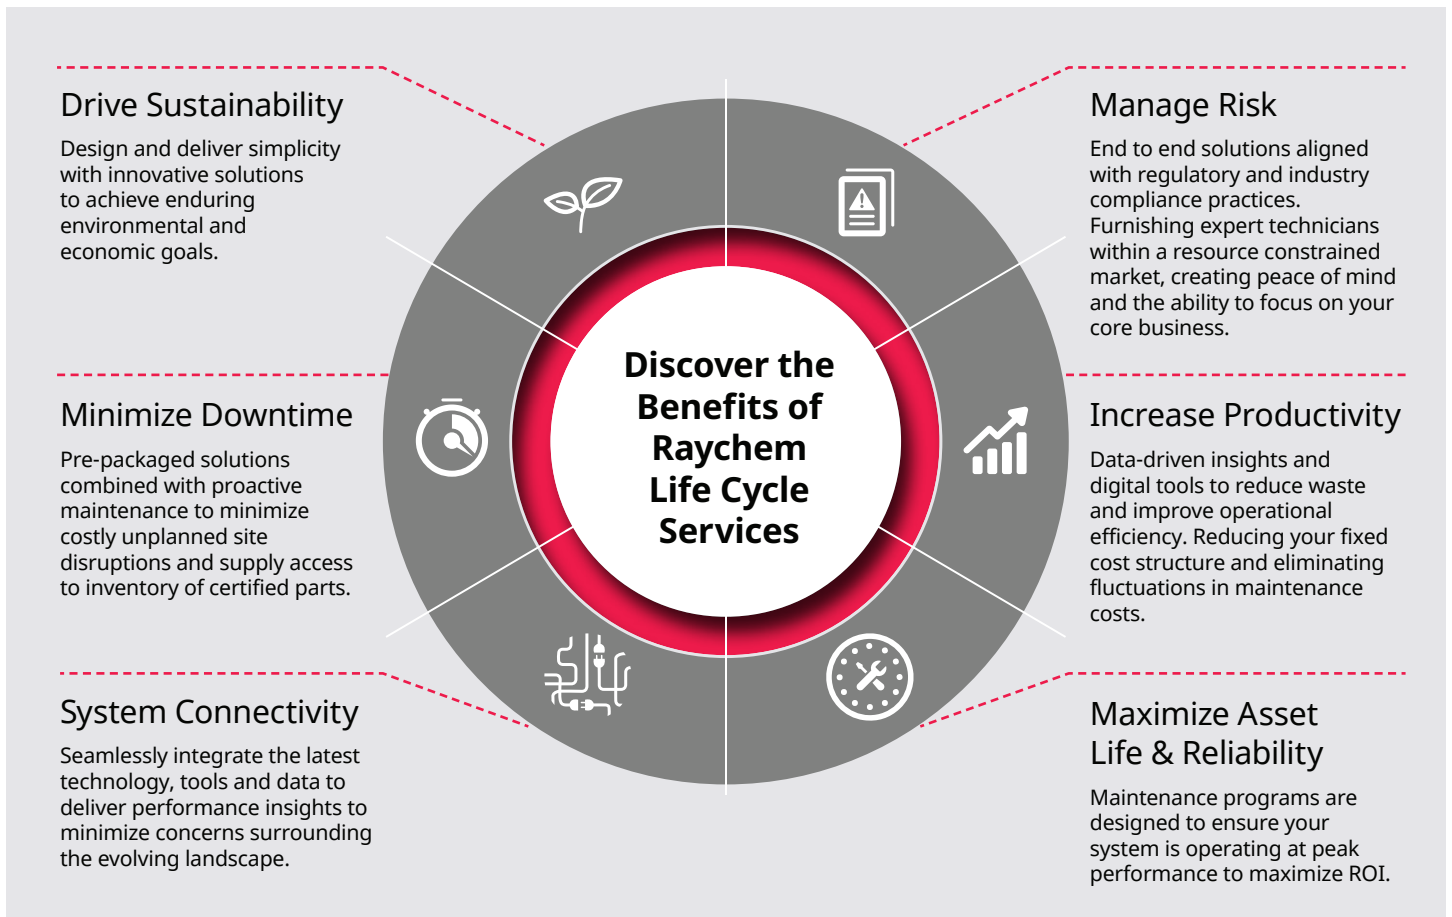 Drive Sustainability
Design and deliver simplicity
with innovative solutions
to achieve enduring
environmental and
economic goals.
Minimize Downtime
Pre-packaged solutions
combined with proactive
maintenance to minimize
costly unplanned site
disruptions and supply access
to inventory of certified parts.
System Connectivity
Seamlessly integrate the latest
technology, tools and data to
deliver performance insights to
minimize concerns surrounding
the evolving landscape.
Discover the
Benefits of
Raychem
Life Cycle
Services
Manage Risk
End to end solutions aligned
with regulatory and industry
compliance practices.
Furnishing expert technicians
within a resource constrained
market, creating peace of mind
and the ability to focus on your
core business.
Increase Productivity
Data-driven insights and
digital tools to reduce waste
and improve operational
efficiency. Reducing your fixed
cost structure and eliminating
fluctuations in maintenance
costs.
Maximize Asset
Life & Reliability
Maintenance programs are
designed to ensure your
system is operating at peak
performance to maximize ROI.